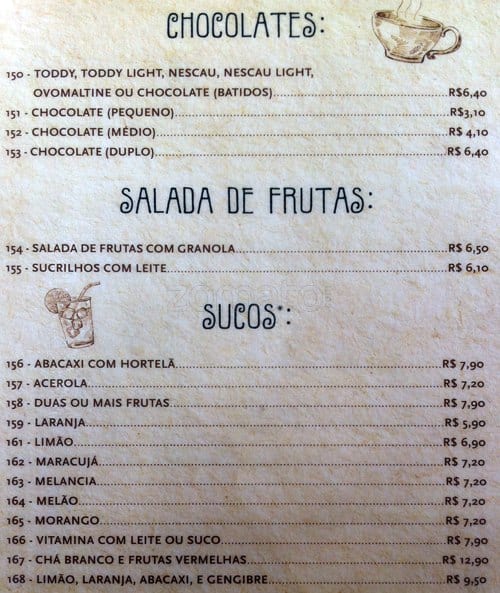 CHOCOLATES:
150 - TODDY, TODDY LIGHT, NESCAU, NESCAU LIGHT,
OVOMALTINE OU CHOCOLATE (BATIDOS) R$6,40
151 - CHOCOLATE (PEQUENO) R$3,10
152 - CHOCOLATE (MÉDIO) R$ 4,10
153 - CHOCOLATE (DUPLO) R$ 6,40
SALADA DE FRUTAS:
154 - SALADA DE FRUTAS COM GRANOLA R$ 6,50
155 - SUCRILHOS COM LEITE R$ 6,10
zomato
SUCOS*:
156 - ABACAXI COM HORTELÃ R$ 7,90
157 - ACEROLA R$ 7,20
158 - DUAS OU MAIS FRUTAS R$ 7,90
159 - LARANJA R$ 5,90
161 - LIMÃO R$ 6,90
162 - MARACUJÁ R$ 7,20
163 - MELANCIA R$ 7,20
164 - MELÃO R$ 7,20
165 - MORANGO R$ 7,20
166 - VITAMINA COM LEITE OU SUCO R$ 7,90
167 - CHÁ BRANCO E FRUTAS VERMELHAS R$ 12,90
168 - LIMÃO, LARANJA, ABACAXI, E GENGIBRE R$ 9,50